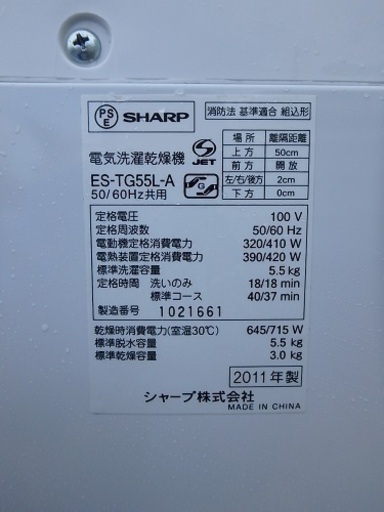 PS E SHARP
消防法 基準適合 組込形
電気洗濯乾燥機
S JET
ES-TG55L-A
50/60Hz共用
場所 離隔距離
上方 50cm
前方 開放
左/右/後方 2cm
下方 0cm
定格電圧 100 V
定格周波数 50/60 Hz
電動機定格消費電力 320/410 W
電熱装置定格消費電力 390/420 W
標準洗濯容量 5.5 kg
定格時間 洗いのみ 18/18 min
標準コース 40/37 min
製造番号 1021661
乾燥時消費電力(室温30℃) 645/715 W
標準脱水容量 5.5 kg
標準乾燥容量 3.0 kg
2011年製
シャープ株式会社
MADE IN CHINA